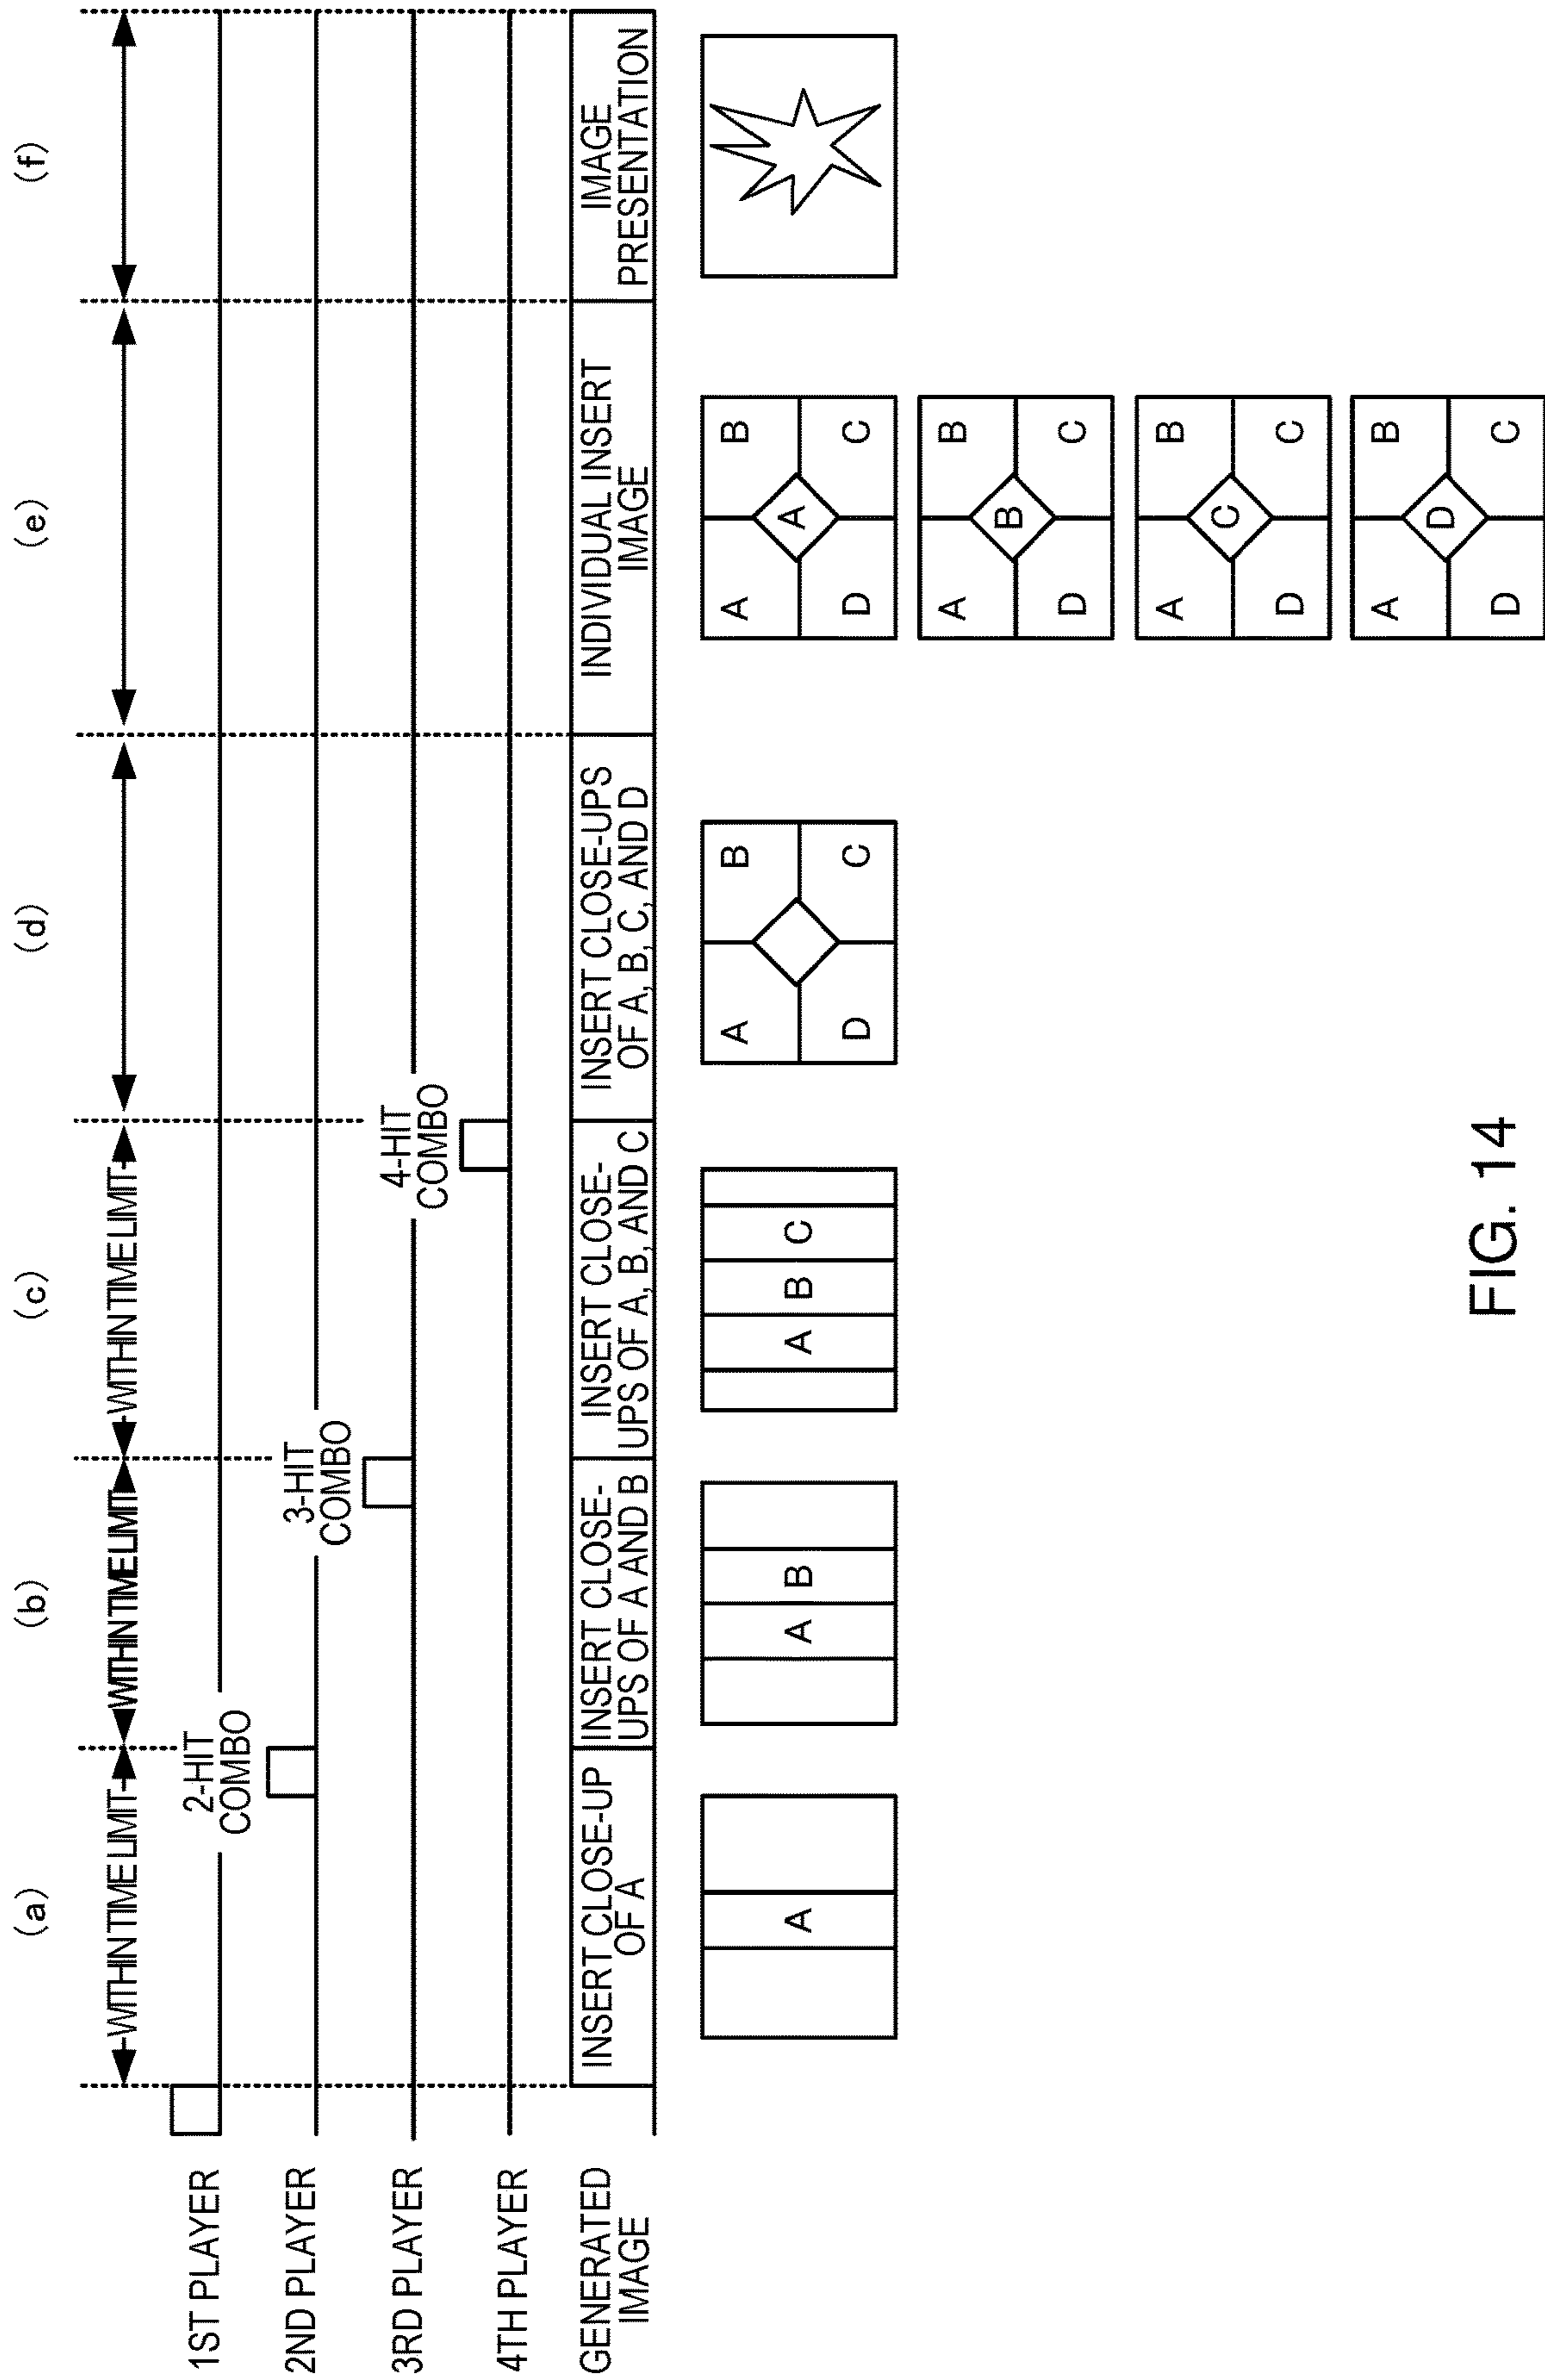 (a)
(b)
(c)
(d)
(e)
(f)
WITHIN TIME LIMIT
WITHIN TIME LIMIT
WITHIN TIME LIMIT
1ST PLAYER
2-HIT
COMBO
2ND PLAYER
3-HIT
COMBO
3RD PLAYER
4-HIT
COMBO
4TH PLAYER
GENERATED
IMAGE
INSERT CLOSE-UP
OF A
INSERT CLOSE-
UPS OF A AND B
INSERT CLOSE-
UPS OF A, B, AND C
INSERT CLOSE-UPS
OF A, B, C, AND D
INDIVIDUAL INSERT
IMAGE
IMAGE
PRESENTATION
A
A B
A B C
A B
D C
A B
A
D C
A B
B
D C
A B
C
D C
A B
D
D C
FIG. 14